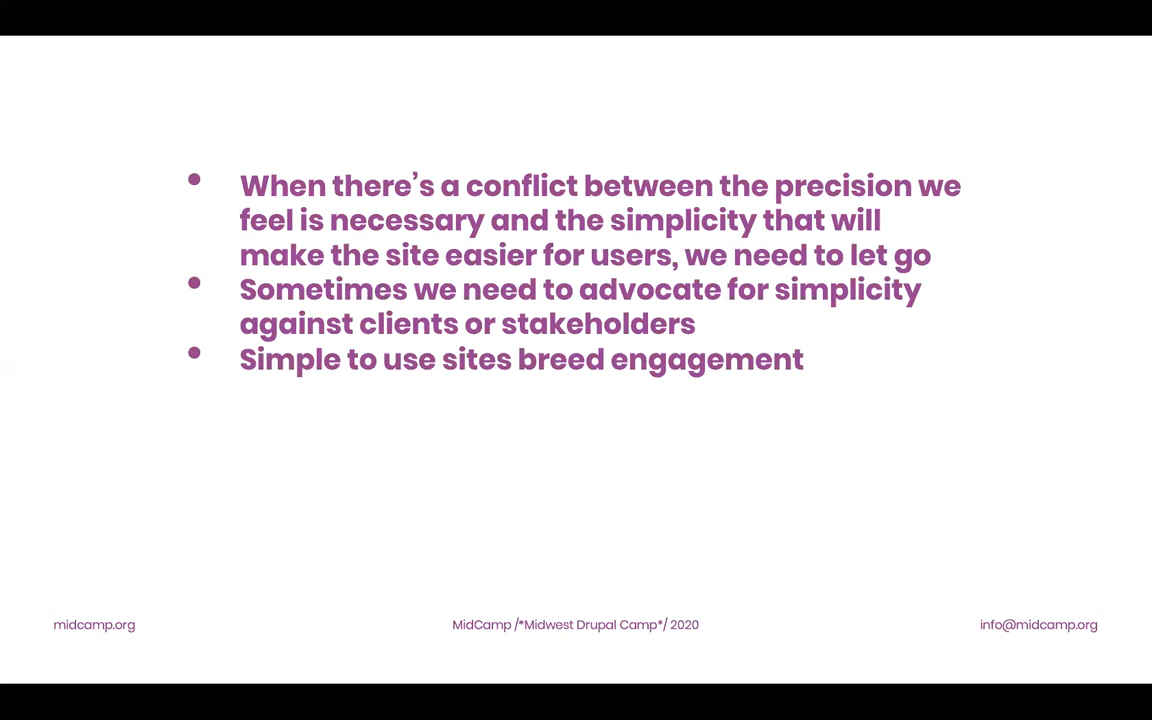 • When there's a conflict between the precision we
feel is necessary and the simplicity that will
make the site easier for users, we need to let go
• Sometimes we need to advocate for simplicity
against clients or stakeholders
• Simple to use sites breed engagement
midcamp.org
MidCamp /*Midwest Drupal Camp*/ 2020
info@midcamp.org